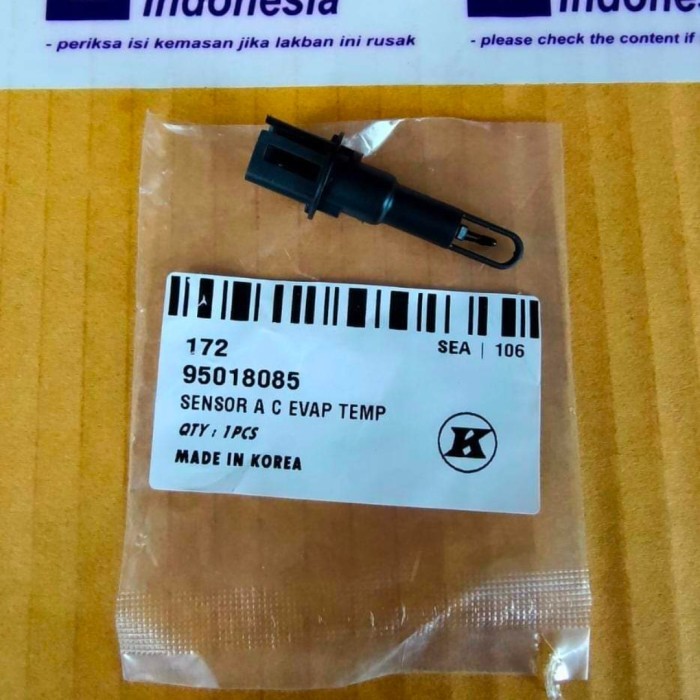 Indonesia
- periksa isi kemasan jika lakban ini rusak
indones
- please check the content if
172
SEA | 106
95018085
SENSOR A C EVAP TEMP
QTY : 1PCS
MADE IN KOREA
K